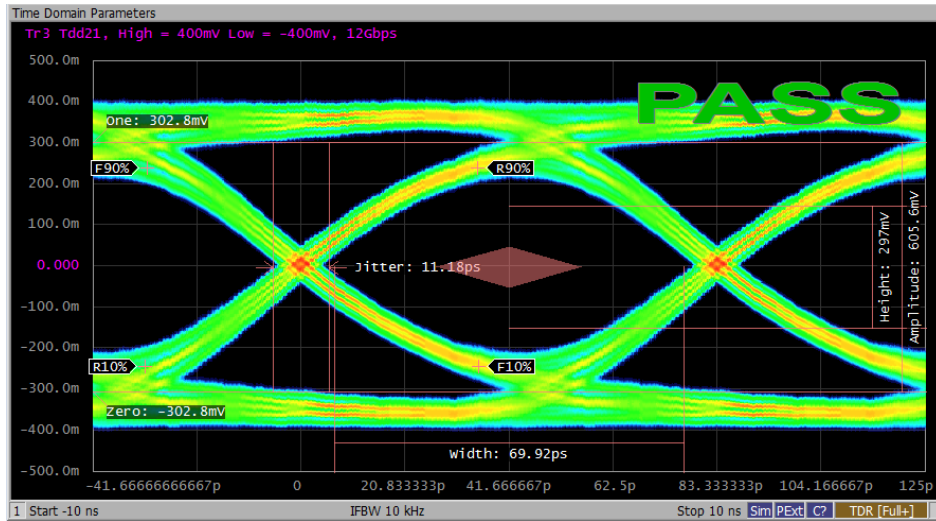 Time Domain Parameters
Tr3 Tdd21, High = 400mV Low = -400mV, 12Gbps
500.0m
PASS
400.0m
One: 302.8mV
300.0m
F90%
R90%
200.0m
100.0m
0.000
Jitter: 11.18ps
Height: 297mV
Amplitude: 605.6mV
-100.0m
-200.0m
R10%
F10%
-300.0m
Zero: -302.8mV
-400.0m
Width: 69.92ps
-500.0m
-41.66666666667p 0 20.833333p 41.666667p 62.5p 83.333333p 104.166667p 125p
1 Start -10 ns IFBW 10 kHz Stop 10 ns Sim PExt C? TDR [Full+]